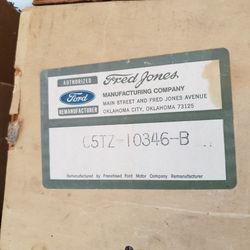 AUTHORIZED
Ford
REMANUFACTURER
Fred Jones
MANUFACTURING COMPANY
MAIN STREET AND FRED JONES AVENUE
OKLAHOMA CITY, OKLAHOMA 73125
C5TZ-10346-B
Remanufactured by Franchised Ford Motor Company Remanufacturer